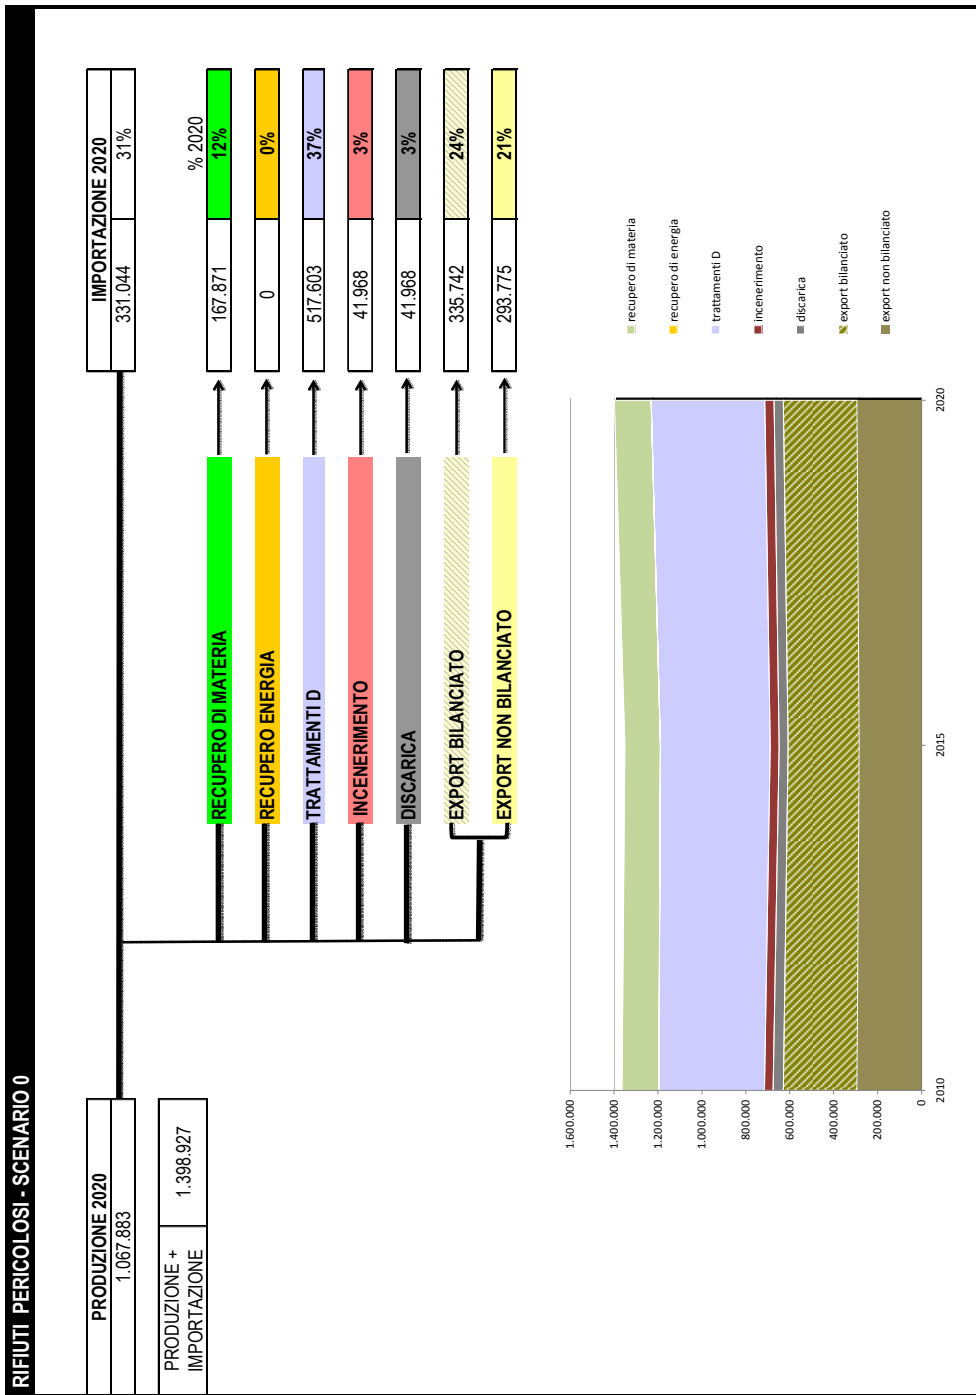 RIFIUTI PERICOLOSI - SCENARIO 0
PRODUZIONE 2020
1.067.883
IMPORTAZIONE 2020
331.044 31%
PRODUZIONE +
IMPORTAZIONE
1.398.927
% 2020
RECUPERO DI MATERIA 167.871 12%
RECUPERO ENERGIA 0 0%
TRATTAMENTI D 517.603 37%
INCENERIMENTO 41.968 3%
DISCARICA 41.968 3%
EXPORT BILANCIATO 335.742 24%
EXPORT NON BILANCIATO 293.775 21%
1.600.000
1.400.000
1.200.000
1.000.000
800.000
600.000
400.000
200.000
0
2010 2015 2020
recupero di materia
recupero di energia
trattamenti D
incenerimento
discarica
export bilanciato
export non bilanciato